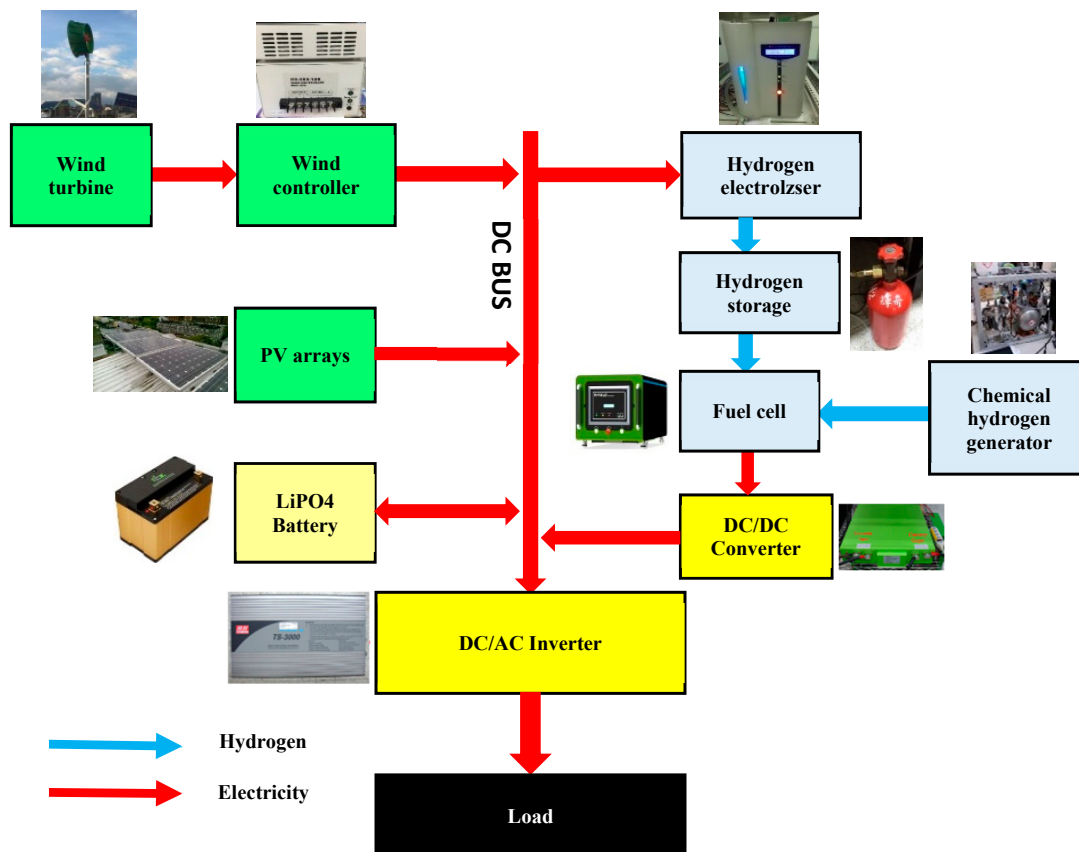 Wind
turbine
Wind
controller
Hydrogen
electrolzser
DC BUS
Hydrogen
storage
PV arrays
Fuel cell
Chemical
hydrogen
generator
LiPO4
Battery
DC/DC
Converter
TS-3000
DC/AC Inverter
Hydrogen
Electricity
Load